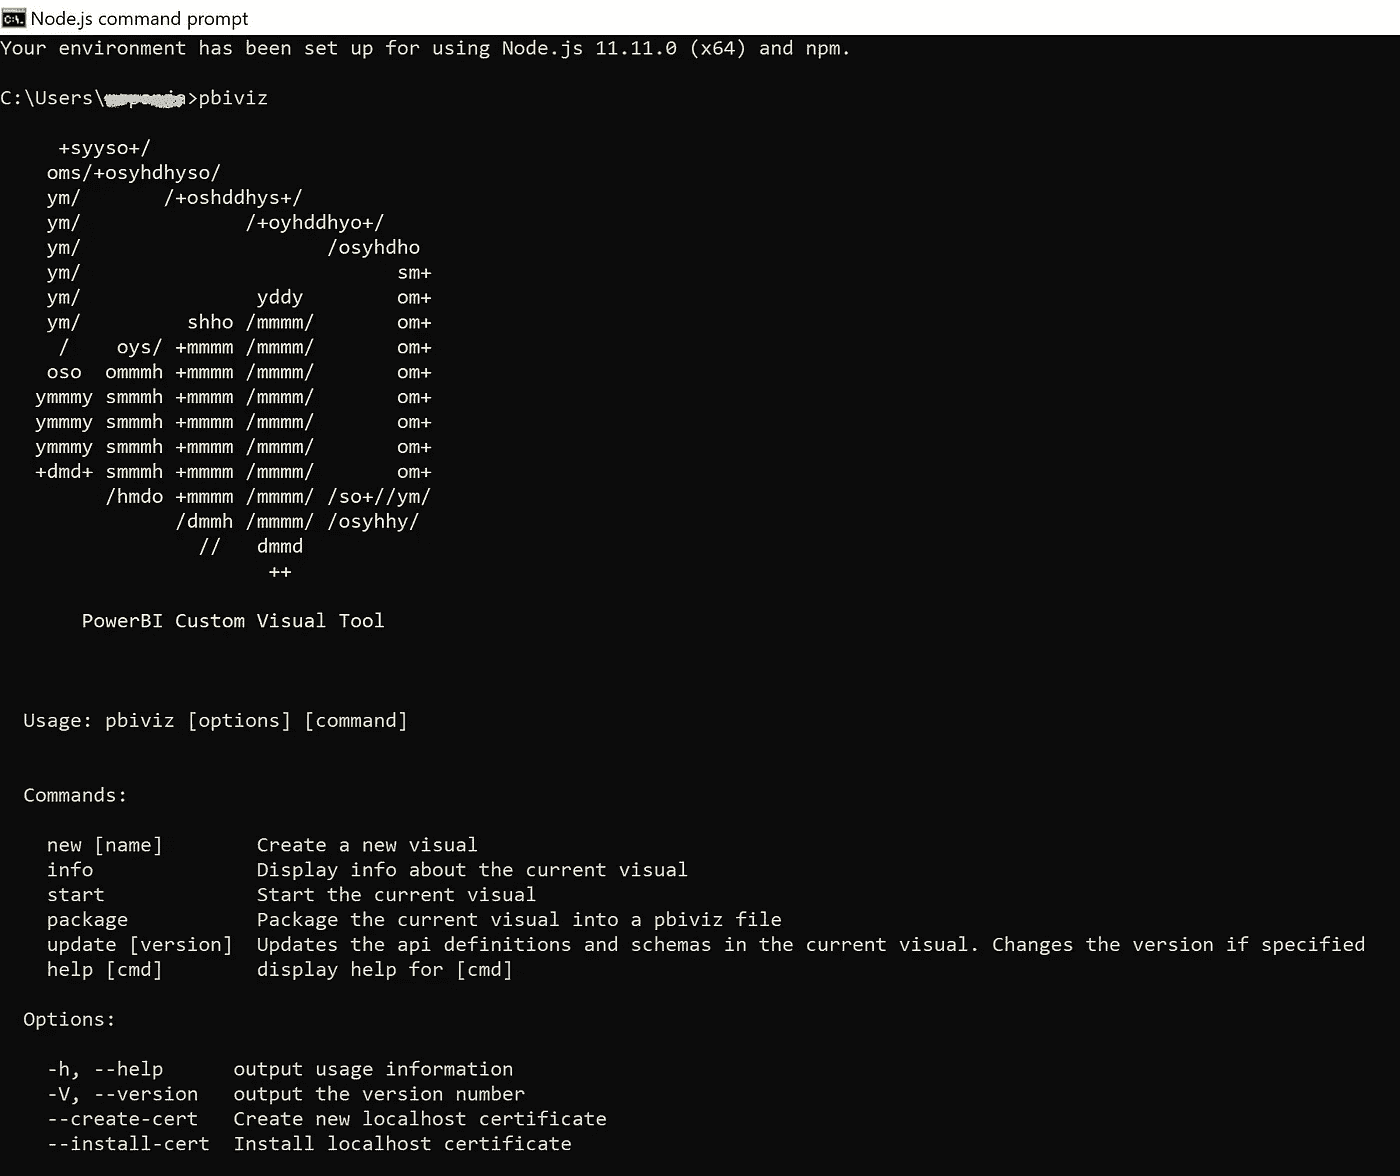 Node.js command prompt
Your environment has been set up for using Node.js 11.11.0 (x64) and npm.
C:\Users\>pbiviz
+syyso+/
oms/+osyhdhyso/
ym/       /+oshddhys+/
ym/              /+oyhddhyo+/
ym/                     /osyhdho
ym/                           sm+
ym/               yddy        om+
ym/         shho /mmmm/       om+
/    oys/ +mmmm /mmmm/       om+
oso  ommmh +mmmm /mmmm/       om+
ymmmy smmmh +mmmm /mmmm/       om+
ymmmy smmmh +mmmm /mmmm/       om+
ymmmy smmmh +mmmm /mmmm/       om+
+dmd+ smmmh +mmmm /mmmm/       om+
/hmdo +mmmm /mmmm/ /so+//ym/
/dmmh /mmmm/ /osyhhy/
//   dmmd
++
PowerBI Custom Visual Tool
Usage: pbiviz [options] [command]
Commands:
new [name]        Create a new visual
info              Display info about the current visual
start             Start the current visual
package           Package the current visual into a pbiviz file
update [version]  Updates the api definitions and schemas in the current visual. Changes the version if specified
help [cmd]        display help for [cmd]
Options:
-h, --help      output usage information
-V, --version   output the version number
--create-cert   Create new localhost certificate
--install-cert  Install localhost certificate